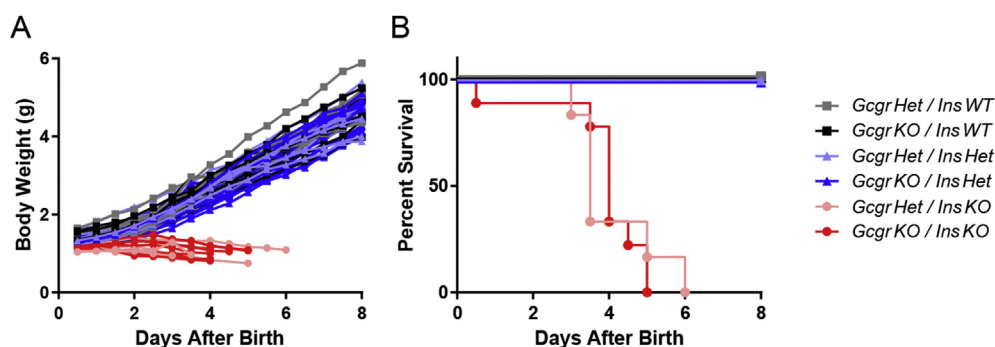 A
B
Body Weight (g)
6
4
2
0
0
2
4
6
8
Days After Birth
Percent Survival
100
50
0
0
2
4
6
8
Days After Birth
Gcgr Het / Ins WT
Gcgr KO / Ins WT
Gcgr Het / Ins Het
Gcgr KO / Ins Het
Gcgr Het / Ins KO
Gcgr KO / Ins KO